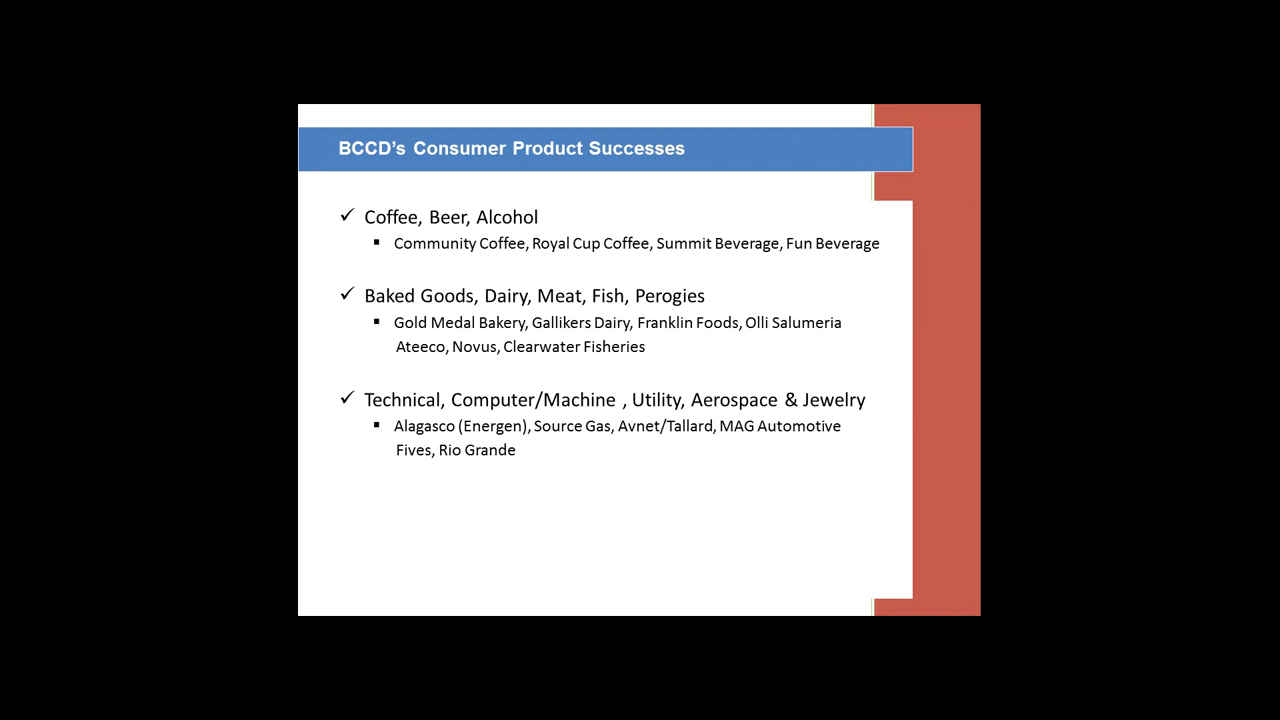 BCCD's Consumer Product Successes
✓ Coffee, Beer, Alcohol
▪ Community Coffee, Royal Cup Coffee, Summit Beverage, Fun Beverage
✓ Baked Goods, Dairy, Meat, Fish, Perogies
▪ Gold Medal Bakery, Gallikers Dairy, Franklin Foods, Olli Salumeria
Ateeco, Novus, Clearwater Fisheries
✓ Technical, Computer/Machine , Utility, Aerospace & Jewelry
▪ Alagasco (Energen), Source Gas, Avnet/Tallard, MAG Automotive
Fives, Rio Grande